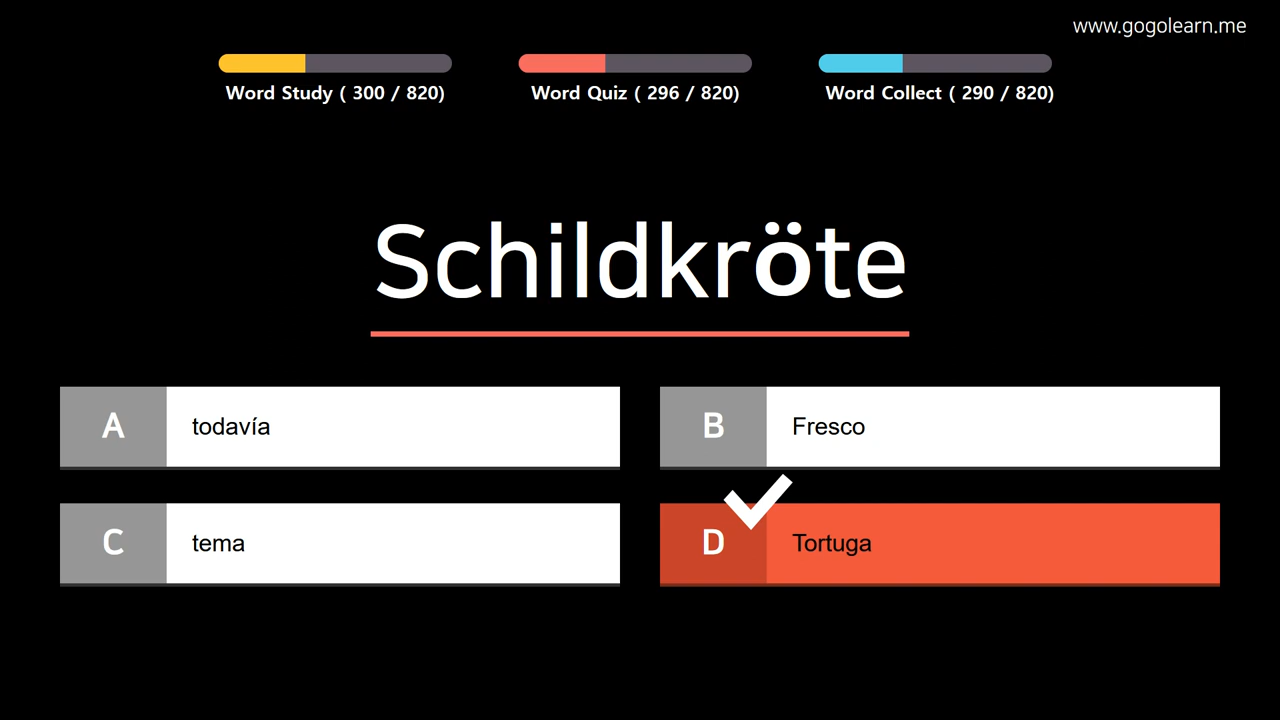 www.gogolearn.me
Word Study ( 300 / 820)
Word Quiz ( 296 / 820)
Word Collect ( 290 / 820)
Schildkröte
A todavía
B Fresco
C tema
D Tortuga